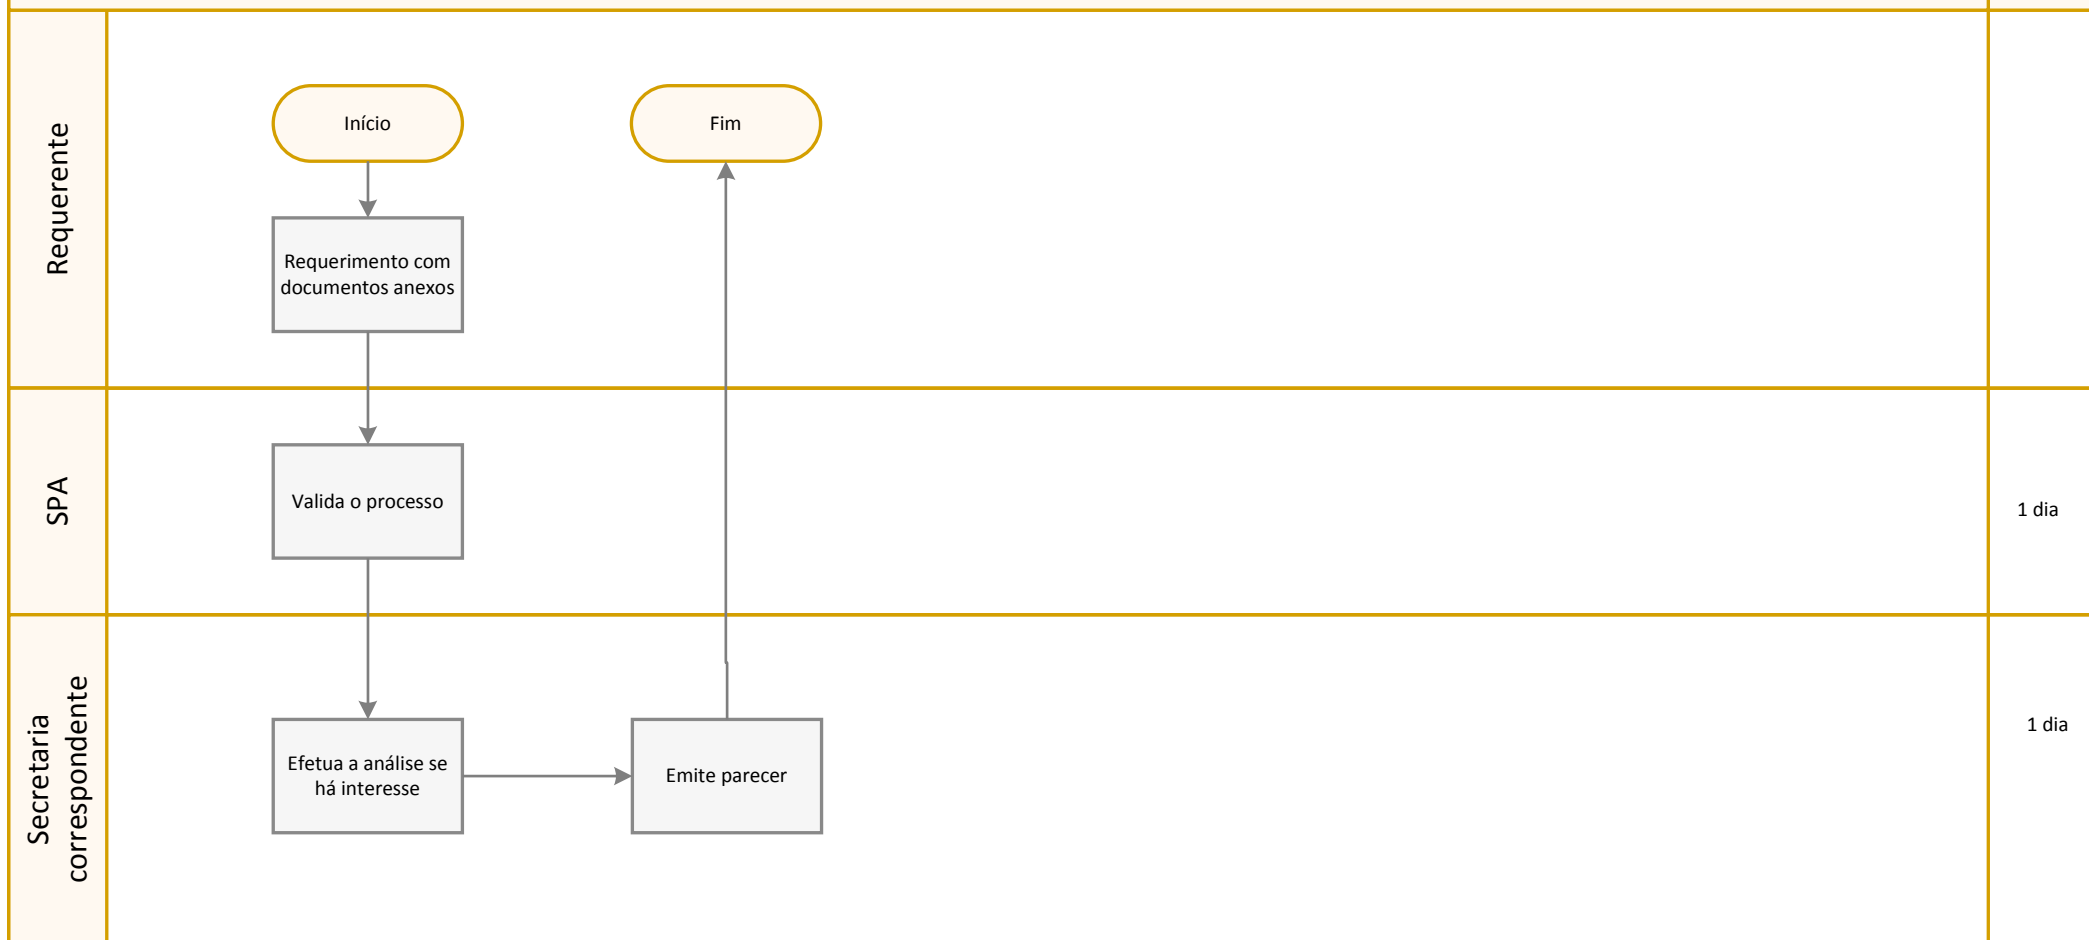 Requerente
Início
Fim
Requerimento com
documentos anexos
SPA
Valida o processo
1 dia
Secretaria
correspondente
Efetua a análise se
há interesse
Emite parecer
1 dia